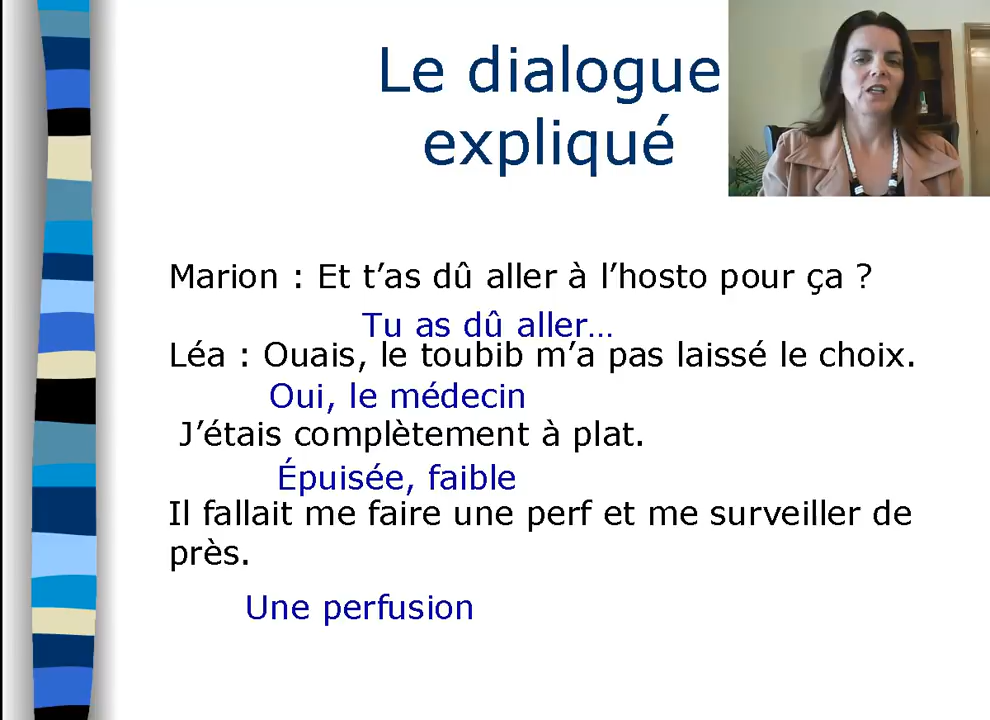 Le dialogue
expliqué
Marion : Et t’as dû aller à l’hosto pour ça ?
Tu as dû aller…
Léa : Ouais, le toubib m’a pas laissé le choix.
Oui, le médecin
J’étais complètement à plat.
Épuisée, faible
Il fallait me faire une perf et me surveiller de
près.
Une perfusion